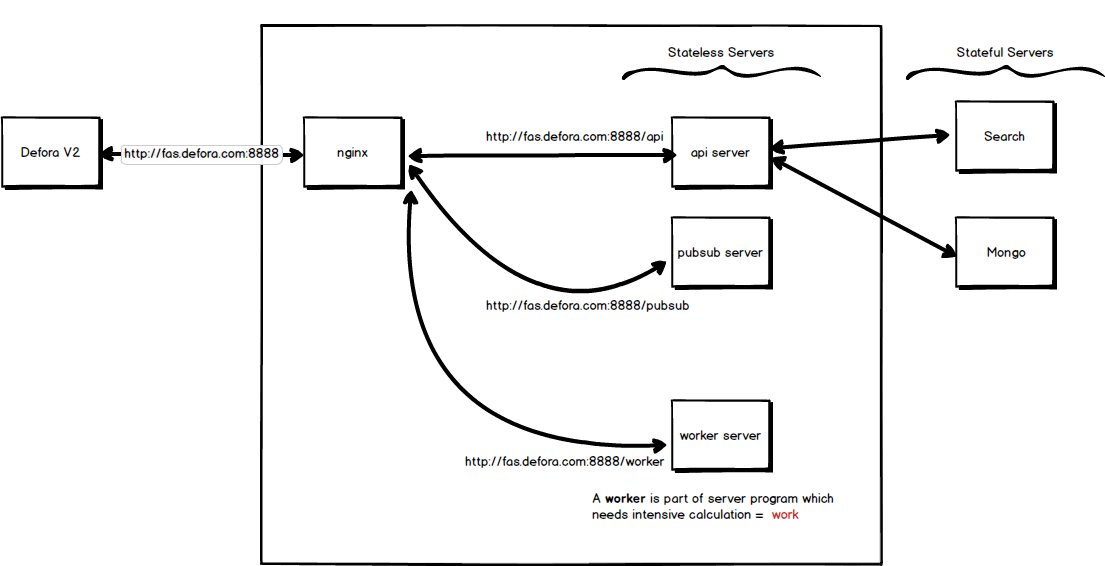 Stateless Servers
Stateful Servers
Defora V2
http://fas.defora.com:8888
nginx
http://fas.defora.com:8888/api
api server
Search
pubsub server
Mongo
http://fas.defora.com:8888/pubsub
worker server
http://fas.defora.com:8888/worker
A worker is part of server program which
needs intensive calculation = work